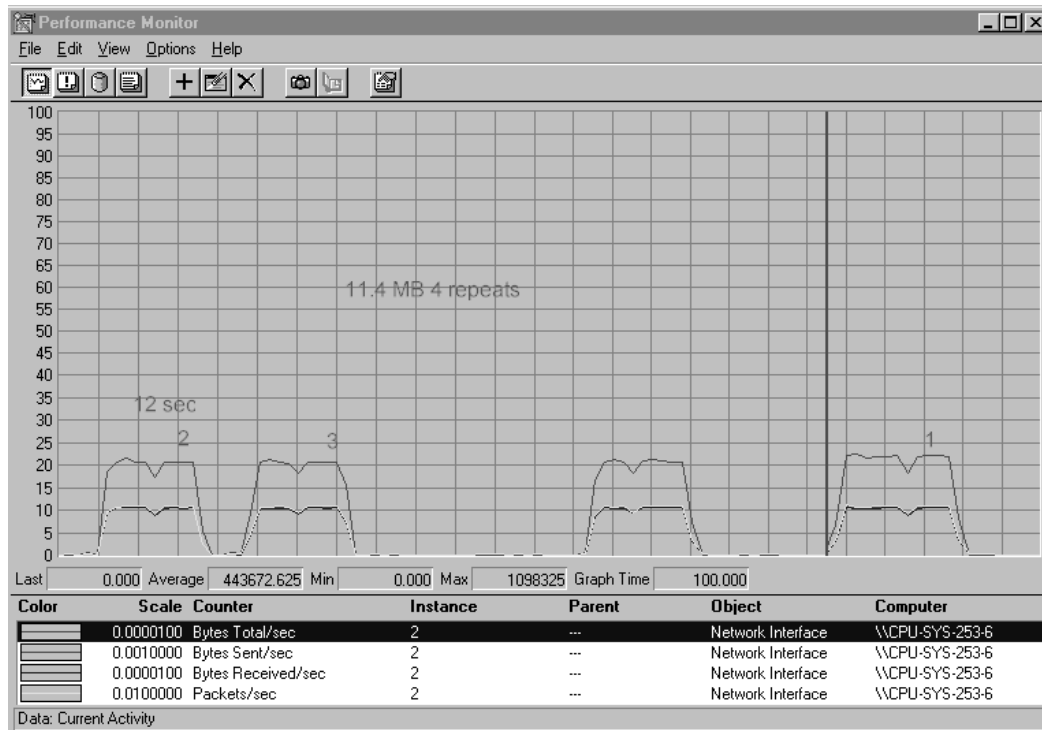 Performance Monitor
File Edit View Options Help
100
95
90
85
80
75
70
65
60 11.4 MB 4 repeats
55
50
45
40
35 12 sec
30
25 2 3 1
20
15
10
5
0
Last 0.000 Average 443672.625 Min 0.000 Max 1098325 Graph Time 100.000
Color Scale Counter Instance Parent Object Computer
0.0000100 Bytes Total/sec 2 --- Network Interface \\CPU-SYS-253-6
0.0010000 Bytes Sent/sec 2 --- Network Interface \\CPU-SYS-253-6
0.0000100 Bytes Received/sec 2 --- Network Interface \\CPU-SYS-253-6
0.0100000 Packets/sec 2 --- Network Interface \\CPU-SYS-253-6
Data: Current Activity